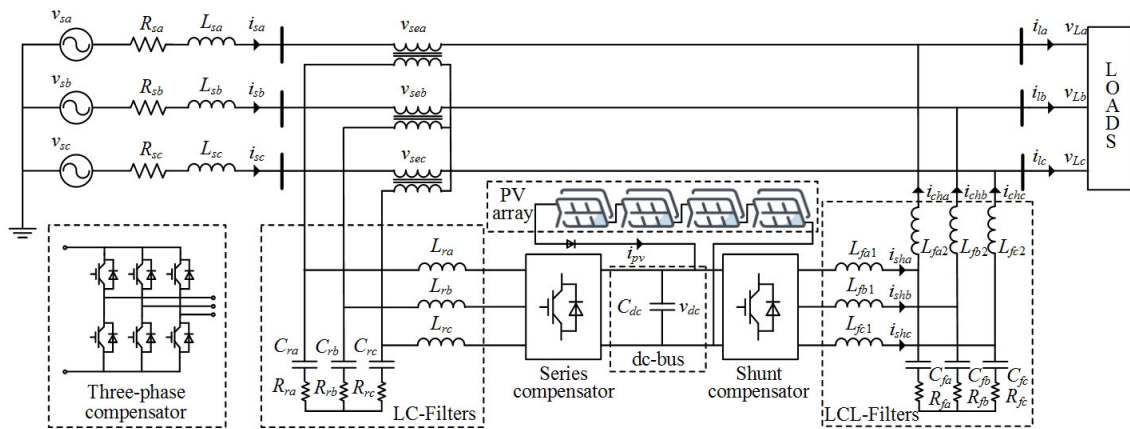 v_sa R_sa L_sa i_sa v_sea i_la v_La
v_sb R_sb L_sb i_sb v_seb i_lb v_Lb
v_sc R_sc L_sc i_sc v_sec i_lc v_Lc
LOADS
PV
array
i_pv
i_cha i_chb i_chc
L_fa2 L_fb2 L_fc2
L_ra
L_rb
L_rc
C_ra C_rb C_rc
R_ra R_rb R_rc
LC-Filters
C_dc v_dc
dc-bus
Series
compensator
Shunt
compensator
L_fa1 i_sha
L_fb1 i_shb
L_fc1 i_shc
C_fa C_fb C_fc
R_fa R_fb R_fc
LCL-Filters
Three-phase
compensator